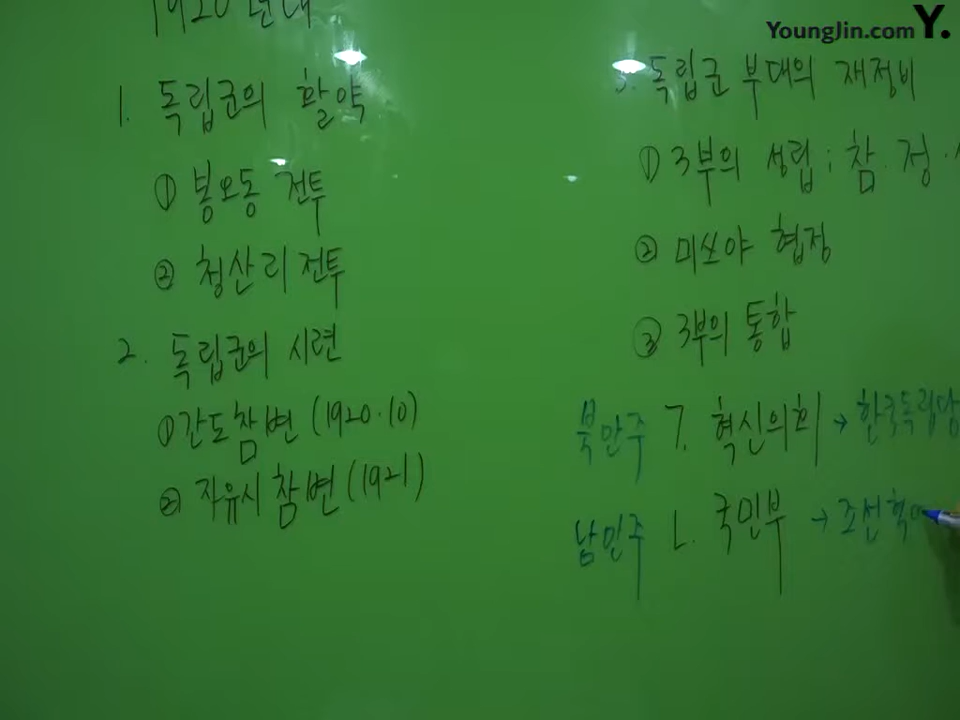 YoungJin.com Y.
1920년대
1. 독립군의 활약
① 봉오동 전투
② 청산리 전투
2. 독립군의 시련
① 간도참변 (1920.10)
② 자유시 참변 (1921)
3. 독립군 부대의 재정비
① 3부의 성립 : 참.정.
② 미쓰야 협정
③ 3부의 통합
북만주 ㄱ. 혁신의회 → 한국독립당
남만주 ㄴ. 국민부 → 조선혁